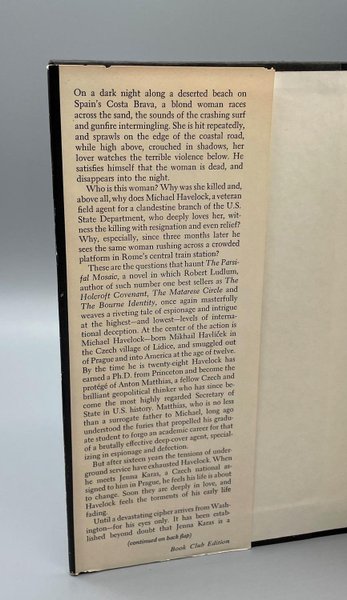 On a dark night along a deserted beach on
Spain's Costa Brava, a blond woman races
across the sand, the sounds of the crashing surf
and gunfire intermingling. She is hit repeatedly,
and sprawls on the edge of the coastal road,
while high above, crouched in shadows, her
lover watches the terrible violence below. He
satisfies himself that the woman is dead, and
disappears into the night.
Who is this woman? Why was she killed and,
above all, why does Michael Havelock, a veteran
field agent for a clandestine branch of the U.S.
State Department, who deeply loves her, wit-
ness the killing with resignation and even relief?
Why, especially, since three months later he
sees the same woman rushing across a crowded
platform in Rome's central train station?
These are the questions that haunt The Parsi-
fal Mosaic, a novel in which Robert Ludlum,
author of such number one best sellers as The
Holcroft Covenant, The Matarese Circle and
The Bourne Identity, once again masterfully
weaves a riveting tale of espionage and intrigue
at the highest—and lowest—levels of interna-
tional deception. At the center of the action is
Michael Havelock—born Mikhail Havlíček in
the Czech village of Lidice, and smuggled out
of Prague and into America at the age of twelve.
By the time he is twenty-eight Havelock has
earned a Ph.D. from Princeton and become the
protégé of Anton Matthias, a fellow Czech and
brilliant geopolitical thinker who has since be-
come the most highly regarded Secretary of
State in U.S. history. Matthias, who is no less
than a surrogate father to Michael, long ago
understood the furies that propelled his gradu-
ate student to forgo an academic career for that
of a brutally effective deep-cover agent, special-
izing in espionage and defection.
But after sixteen years the tensions of under-
ground service have exhausted Havelock. When
he meets Jenna Karas, a Czech national as-
signed to him in Prague, he feels his life is about
to change. Soon they are deeply in love, and
Havelock feels the torments of his early life
fading.
Until a devastating cipher arrives from Wash-
ington—for his eyes only. It has been estab-
lished beyond doubt that Jenna Karas is a
(continued on back flap)
Book Club Edition